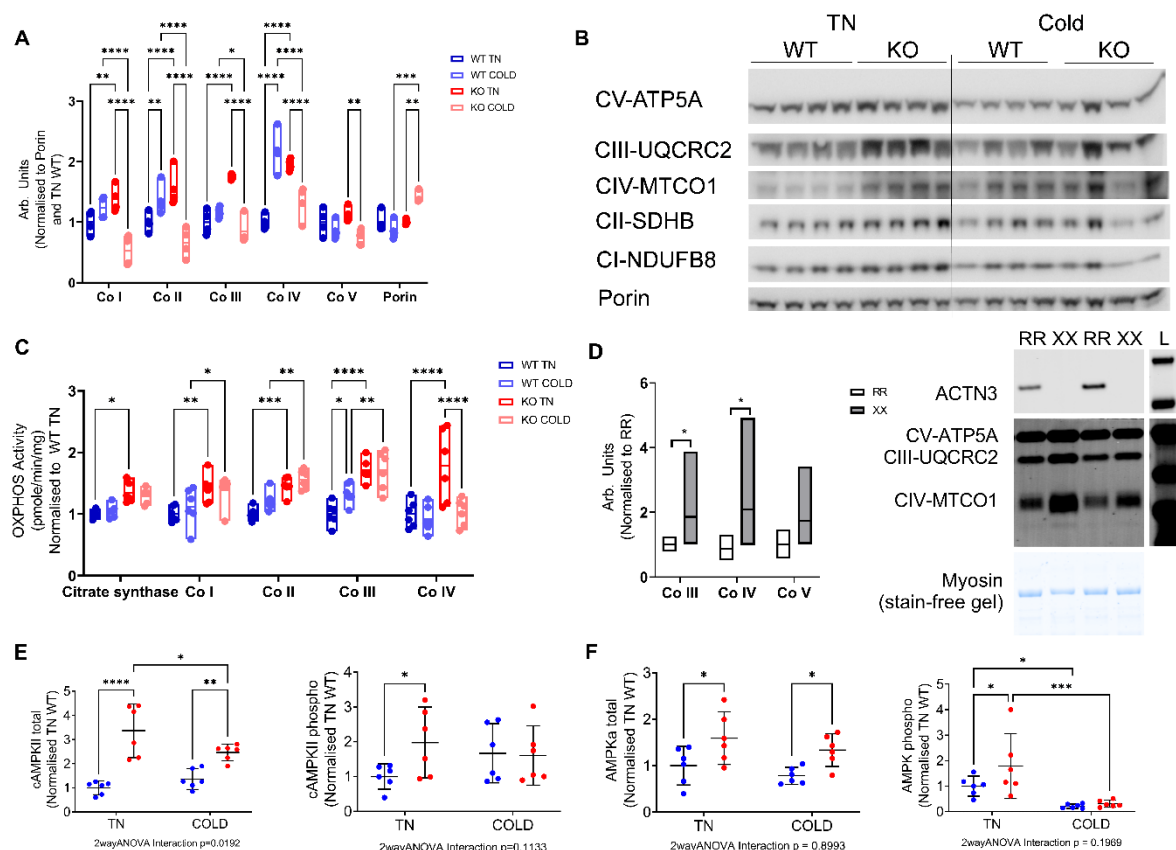 A
Arb. Units
(Normalised to Porin
and TN WT)
3
2
1
0
** **** **** ****
** **** **** ****
**** * ****
**** **** **** **** ****
**
*** **
WT TN
WT COLD
KO TN
KO COLD
Co I Co II Co III Co IV Co V Porin
B
TN Cold
WT KO WT KO
CV-ATP5A
CIII-UQCRC2
CIV-MTCO1
CII-SDHB
CI-NDUFB8
Porin
C
OXPHOS Activity
(pmole/min/mg)
Normalised to WT TN
3
2
1
0
*
** *
*** **
* **** **
**** ****
WT TN
WT COLD
KO TN
KO COLD
Citrate synthase Co I Co II Co III Co IV
D
Arb. Units
(Normalised to RR)
6
4
2
0
* *
RR
XX
Co III Co IV Co V
RR XX RR XX L
ACTN3
CV-ATP5A
CIII-UQCRC2
CIV-MTCO1
Myosin
(stain-free gel)
E
cAMPKII total
(Normalised TN WT)
5
4
3
2
1
0
**** * **
TN COLD
2wayANOVA Interaction p=0.0192
cAMPKII phospho
(Normalised TN WT)
4
3
2
1
0
*
TN COLD
2wayANOVA Interaction p=0.1133
F
AMPKa total
(Normalised TN WT)
3
2
1
0
* *
TN COLD
2wayANOVA Interaction p = 0.8993
AMPK phospho
(Normalised TN WT)
5
4
3
2
1
0
* * ***
TN COLD
2wayANOVA Interaction p = 0.1969